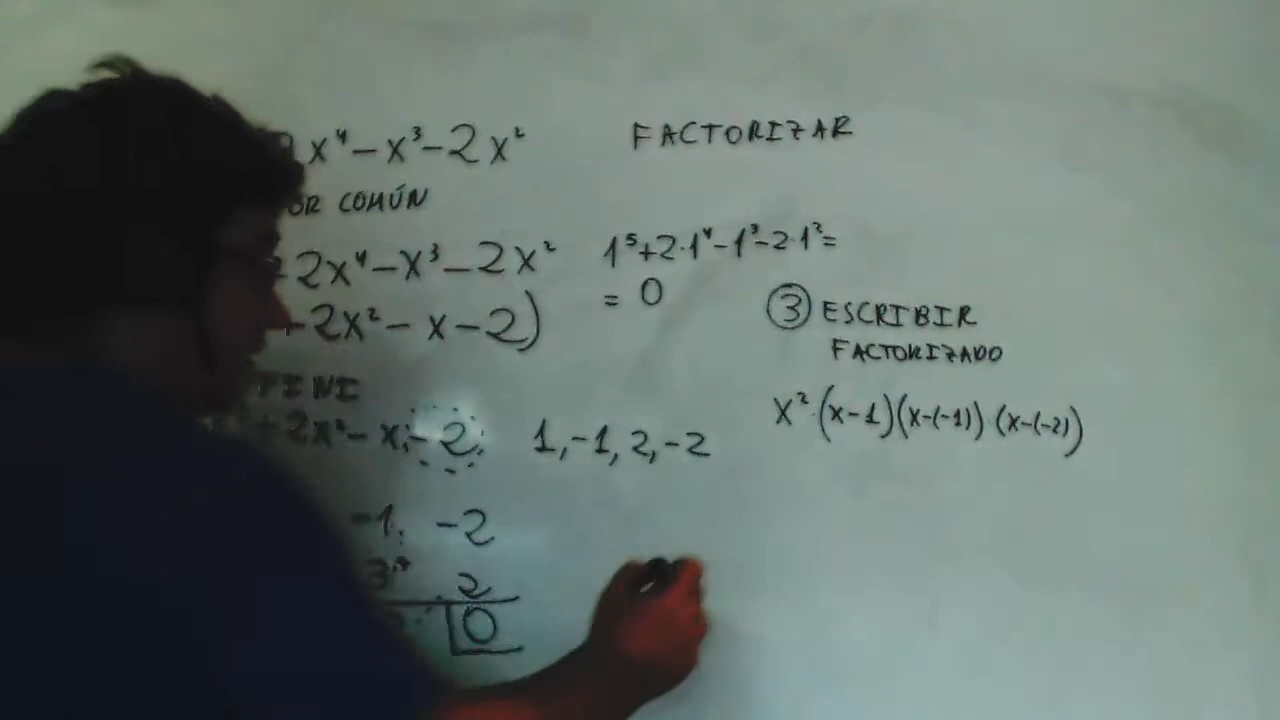 x⁴-x³-2x² FACTORIZAR
COMÚN
2x⁴-x³-2x² 1⁵+2·1⁴-1³-2·1²=
= 0
+2x²-x-2) ③ ESCRIBIR
FACTORIZADO
+2x²-x-2 1,-1,2,-2 x²·(x-1)(x-(-1))(x-(-2))
-1 -2
3 2
0